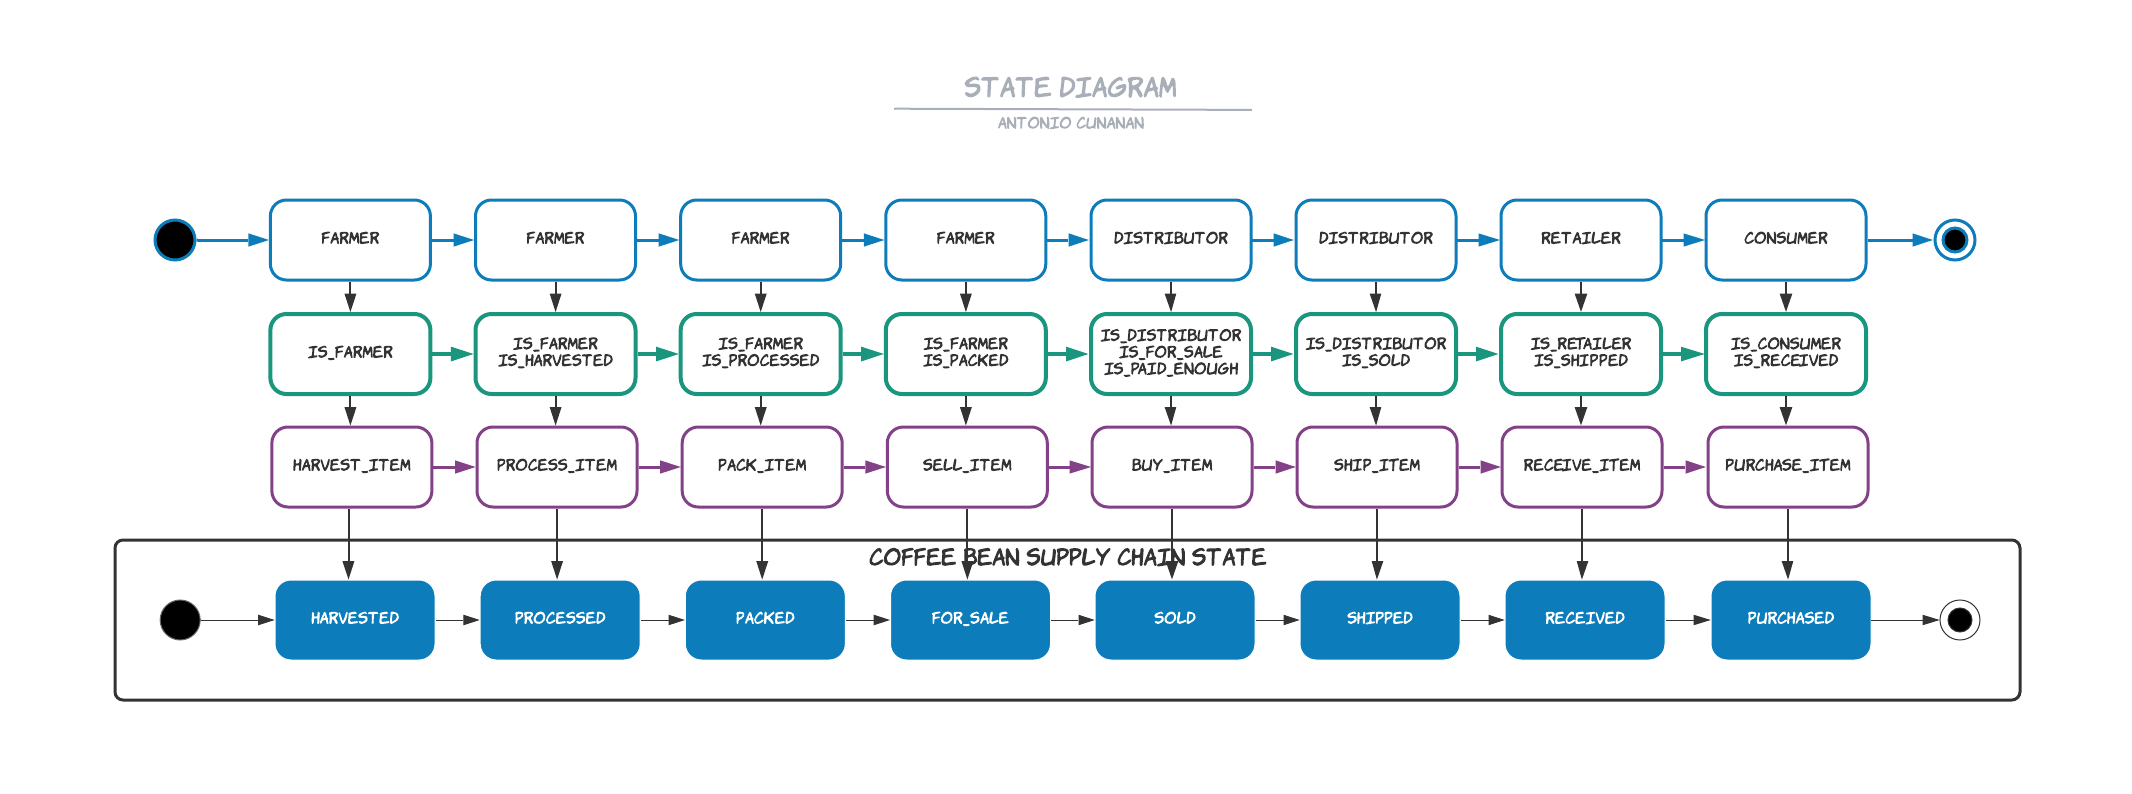 STATE DIAGRAM
ANTONIO CUNANAN
FARMER
FARMER
FARMER
FARMER
DISTRIBUTOR
DISTRIBUTOR
RETAILER
CONSUMER
IS_FARMER
IS_FARMER
IS_HARVESTED
IS_FARMER
IS_PROCESSED
IS_FARMER
IS_PACKED
IS_DISTRIBUTOR
IS_FOR_SALE
IS_PAID_ENOUGH
IS_DISTRIBUTOR
IS_SOLD
IS_RETAILER
IS_SHIPPED
IS_CONSUMER
IS_RECEIVED
HARVEST_ITEM
PROCESS_ITEM
PACK_ITEM
SELL_ITEM
BUY_ITEM
SHIP_ITEM
RECEIVE_ITEM
PURCHASE_ITEM
COFFEE BEAN SUPPLY CHAIN STATE
HARVESTED
PROCESSED
PACKED
FOR_SALE
SOLD
SHIPPED
RECEIVED
PURCHASED